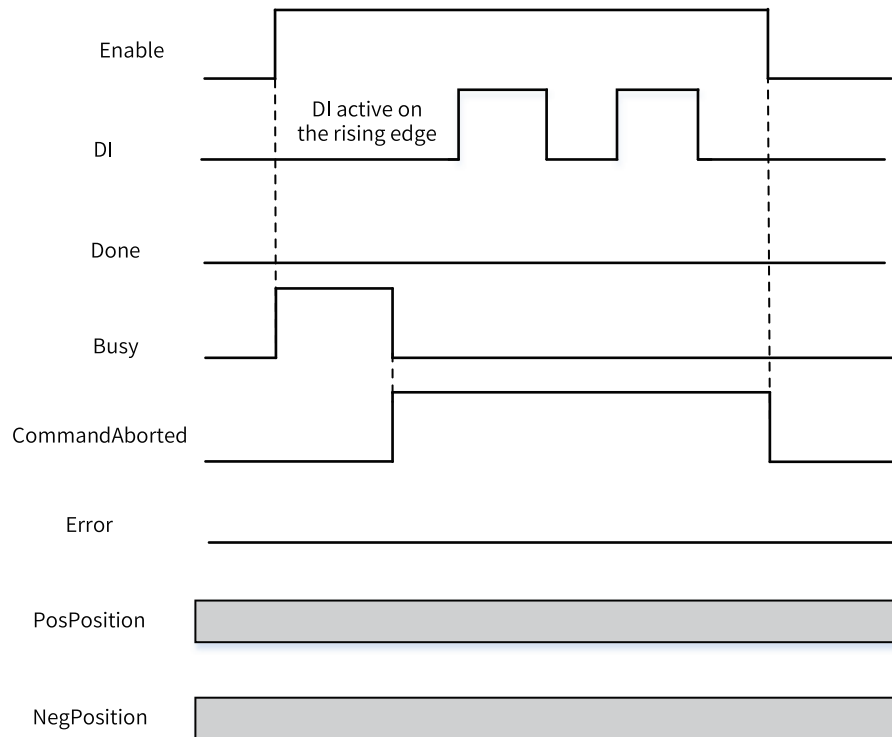 Enable
DI active on
the rising edge
DI
Done
Busy
CommandAborted
Error
PosPosition
NegPosition